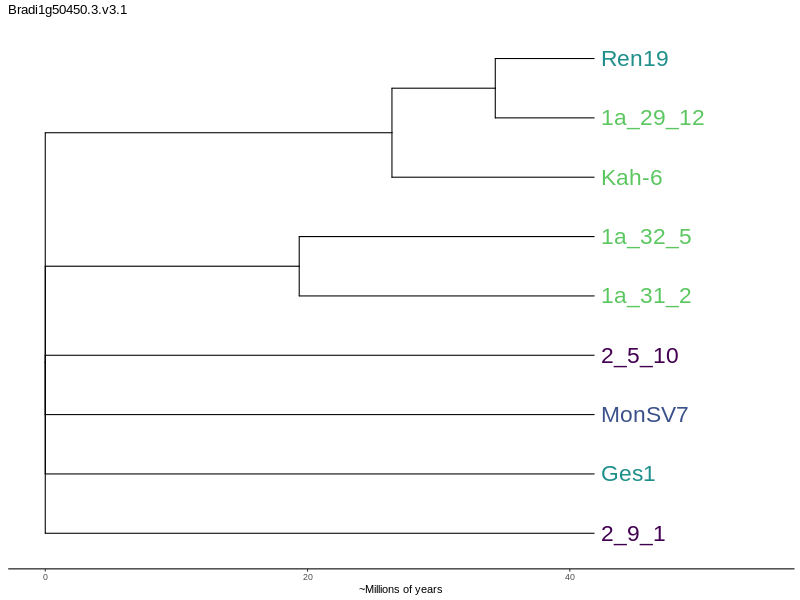 Bradi1g50450.3.v3.1
Ren19
1a_29_12
Kah-6
1a_32_5
1a_31_2
2_5_10
MonSV7
Ges1
2_9_1
0 20 40
~Millions of years